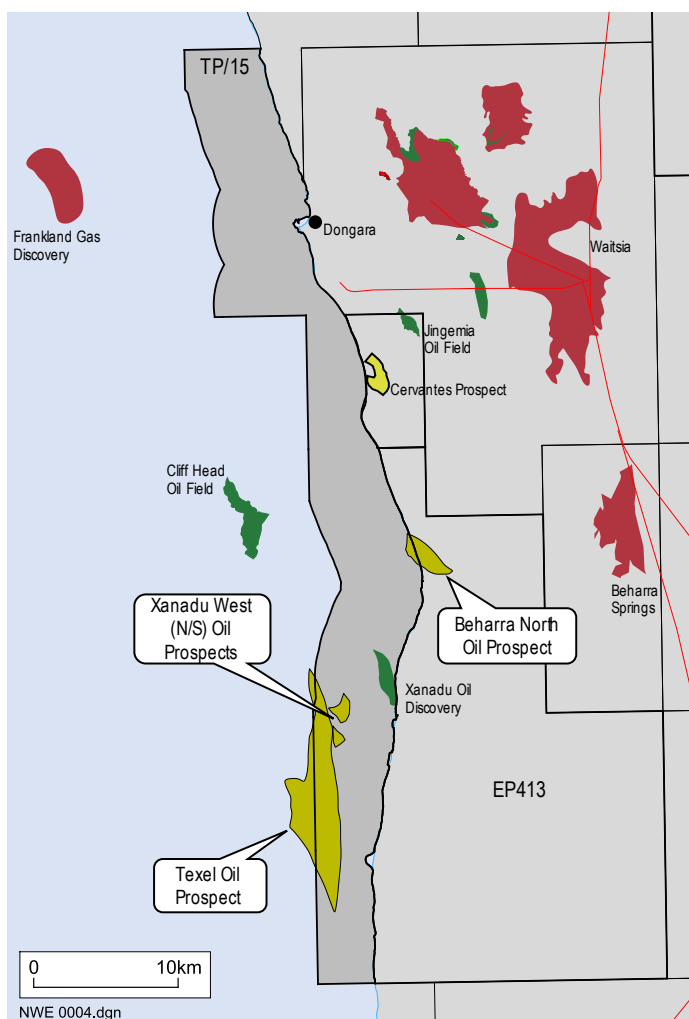 TP/15
Frankland Gas
Discovery
Dongara
Waitsia
Jingemia
Oil Field
Cervantes Prospect
Cliff Head
Oil Field
Xanadu West
(N/S) Oil
Prospects
Beharra North
Oil Prospect
Beharra
Springs
Xanadu Oil
Discovery
EP413
Texel Oil
Prospect
0 10km
NWE 0004.dgn